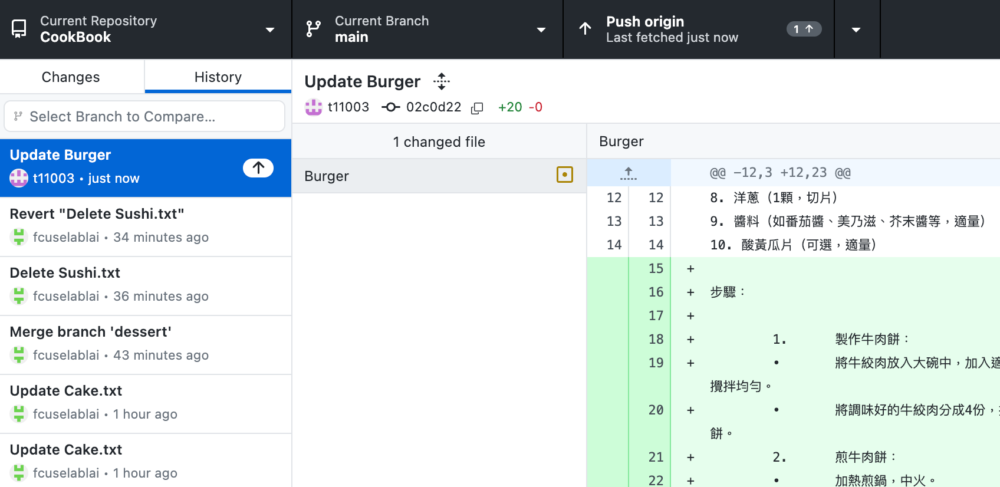 Current Repository
CookBook
Current Branch
main
Push origin
Last fetched just now
1
Changes
History
Select Branch to Compare...
Update Burger
t11003 • just now
Revert "Delete Sushi.txt"
fcuselablai • 34 minutes ago
Delete Sushi.txt
fcuselablai • 36 minutes ago
Merge branch 'dessert'
fcuselablai • 43 minutes ago
Update Cake.txt
fcuselablai • 1 hour ago
Update Cake.txt
fcuselablai • 1 hour ago
Update Burger
t11003 02c0d22 +20 -0
1 changed file
Burger
Burger
@@ -12,3 +12,23 @@
12 12 8. 洋蔥（1顆，切片）
13 13 9. 醬料（如番茄醬、美乃滋、芥末醬等，適量）
14 14 10. 酸黃瓜片（可選，適量）
15 +
16 + 步驟：
17 +
18 + 1. 製作牛肉餅：
19 + • 將牛絞肉放入大碗中，加入適
攪拌均勻。
20 + • 將調味好的牛絞肉分成4份，
餅。
21 + 2. 煎牛肉餅：
22 + • 加熱煎鍋，中火。